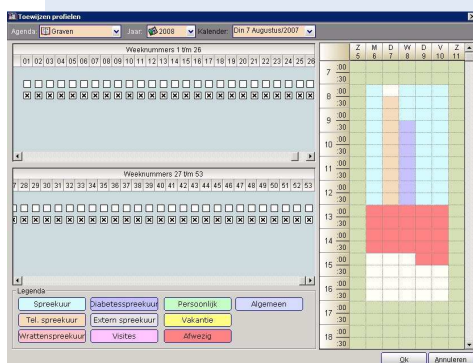 Toewijzen profielen
Agenda: Graven Jaar: 2008 Kalender: Din 7 Augustus/2007
Weeknummers 1 t/m 26
01 02 03 04 05 06 07 08 09 10 11 12 13 14 15 16 17 18 19 20 21 22 23 24 25 26
Weeknummers 27 t/m 53
7 28 29 30 31 32 33 34 35 36 37 38 39 40 41 42 43 44 45 46 47 48 49 50 51 52 53
Legenda
Spreekuur Diabetesspreekuur Persoonlijk Algemeen
Tel. spreekuur Extern spreekuur Vakantie
Wrattenspreekuur Visites Afwezig
Z M D W D V Z
5 6 7 8 9 10 11
7 :00
:30
8 :00
:30
9 :00
:30
10 :00
:30
11 :00
:30
12 :00
:30
13 :00
:30
14 :00
:30
15 :00
:30
16 :00
:30
17 :00
:30
18 :00
:30
Ok Annuleren